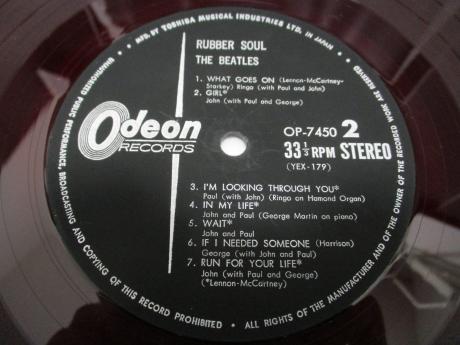 MFD. BY TOSHIBA MUSICAL INDUSTRIES LTD. IN JAPAN •
ALL RIGHTS OF THE MANUFACTURER AND OF THE OWNER OF THE RECORDED WORK ARE RESERVED
UNAUTHORIZED PUBLIC PERFORMANCE, BROADCASTING AND COPYING OF THIS RECORD PROHIBITED •
RUBBER SOUL
THE BEATLES
1. WHAT GOES ON (Lennon-McCartney-
Starkey) Ringo (with Paul and John)
2. GIRL*
John (with Paul and George)
Odeon
RECORDS
OP-7450 2
33 1/3 RPM STEREO
(YEX-179)
3. I'M LOOKING THROUGH YOU*
Paul (with John) (Ringo on Hamond Organ)
4. IN MY LIFE*
John and Paul (George Martin on piano)
5. WAIT*
John and Paul
6. IF I NEEDED SOMEONE (Harrison)
George (with John and Paul)
7. RUN FOR YOUR LIFE*
John (with Paul and George)
(*Lennon-McCartney)